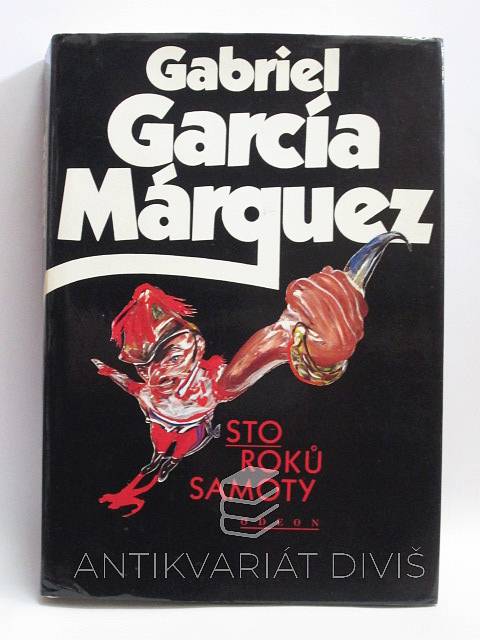 Gabriel
García
Márquez
STO
ROKŮ
SAMOTY
ODEON
ANTIKVARIÁT DIVIŠ